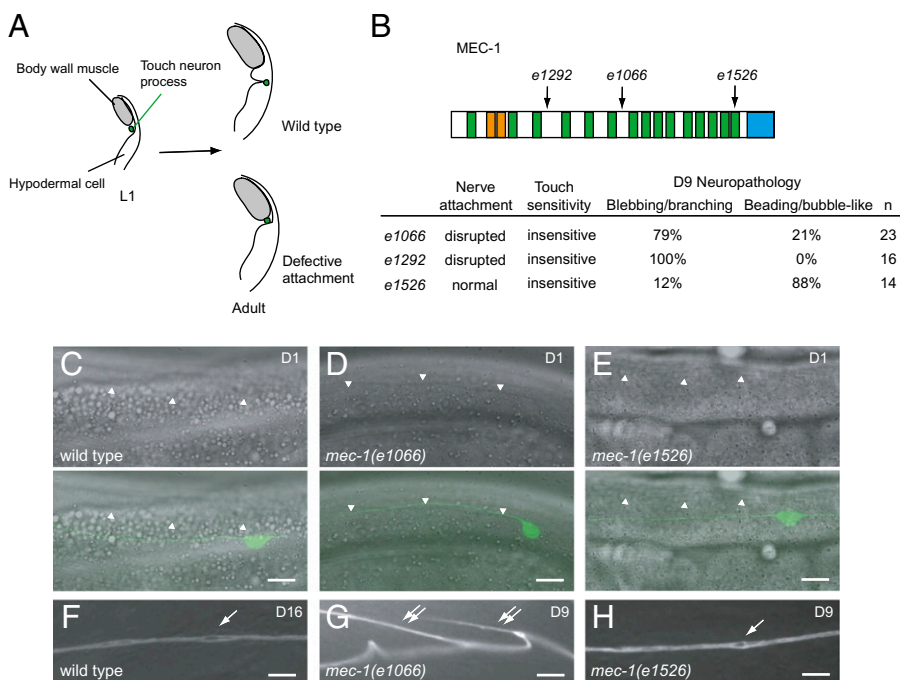 A
Body wall muscle
Touch neuron
process
Wild type
Hypodermal cell
L1
Defective
attachment
Adult
B
MEC-1
e1292
e1066
e1526
Nerve attachment Touch sensitivity D9 Neuropathology
Blebbing/branching Beading/bubble-like n
e1066 disrupted insensitive 79% 21% 23
e1292 disrupted insensitive 100% 0% 16
e1526 normal insensitive 12% 88% 14
C D1
wild type
D D1
mec-1(e1066)
E D1
mec-1(e1526)
F D16
wild type
G D9
mec-1(e1066)
H D9
mec-1(e1526)